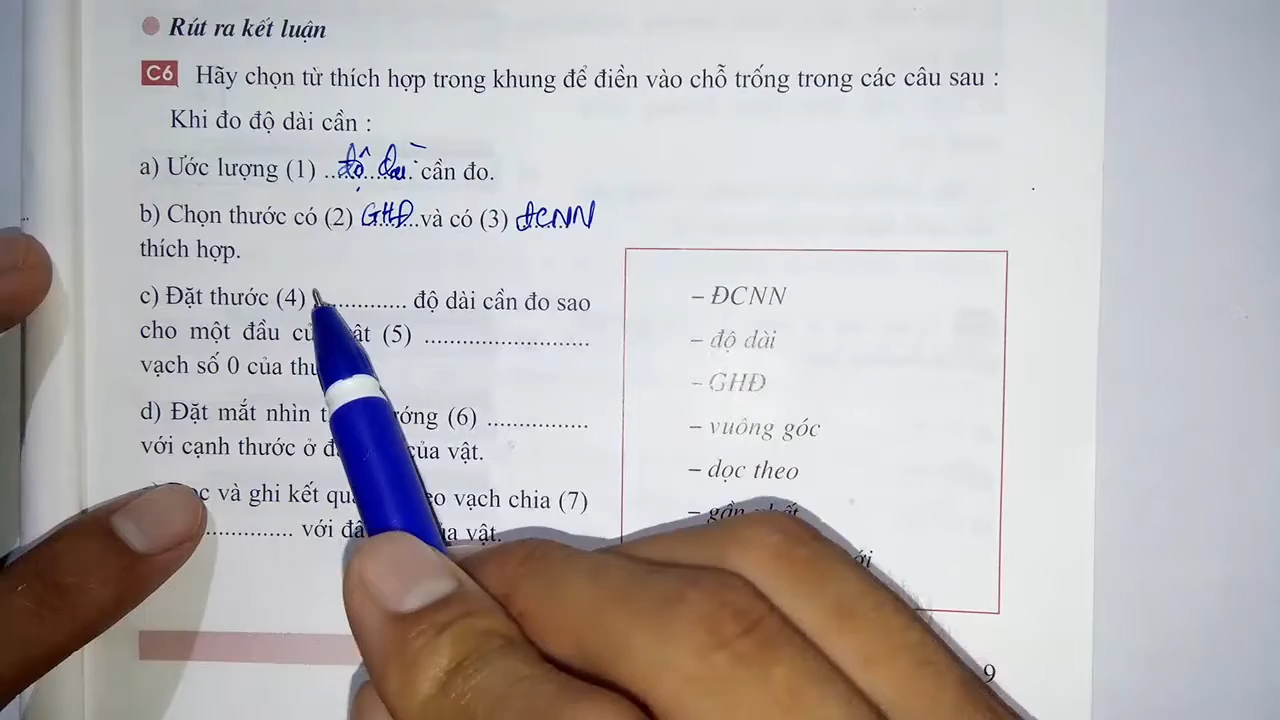 Rút ra kết luận
C6 Hãy chọn từ thích hợp trong khung để điền vào chỗ trống trong các câu sau :
Khi đo độ dài cần :
a) Ước lượng (1) ...độ dài. cần đo.
b) Chọn thước có (2) GHĐ...và có (3) ĐCNN
thích hợp.
c) Đặt thước (4) ............ độ dài cần đo sao
cho một đầu (5) ..........................
vạch số 0 của
d) Đặt mắt nhìn (6) ................
với cạnh thước ở của vật.
và ghi kết vạch chia (7)
.............. với vật.
– ĐCNN
– độ dài
– GHĐ
– vuông góc
– dọc theo
– gần
9